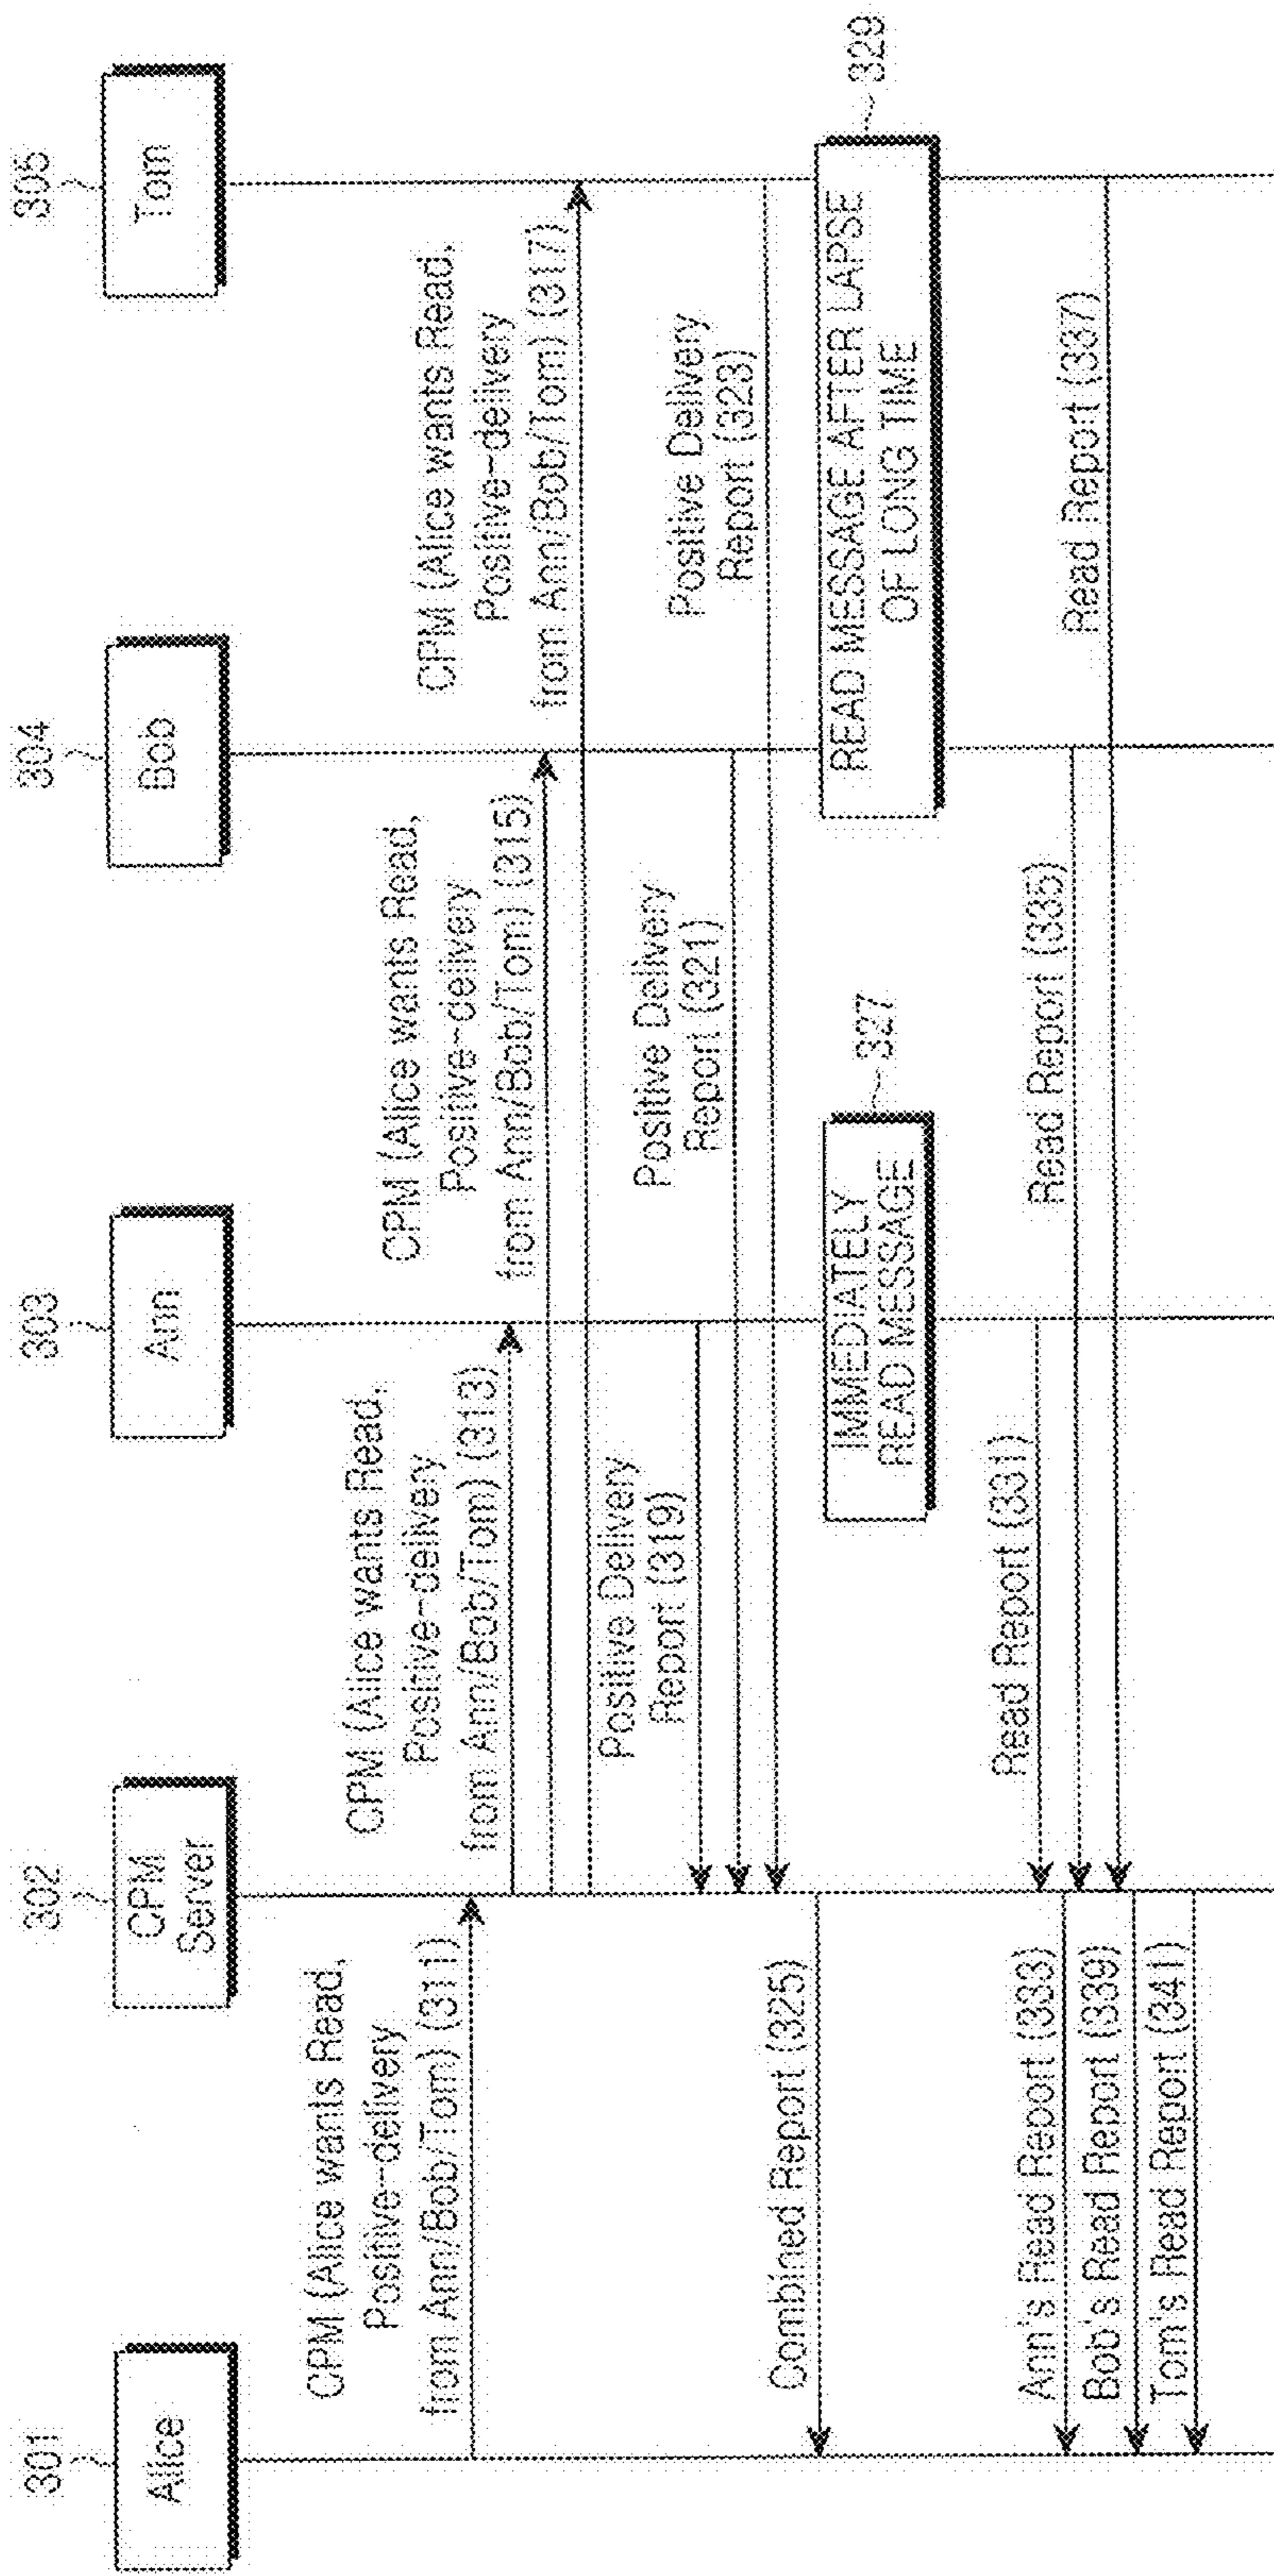 301
302
303
304
305
Alice
CPM
Server
Ann
Bob
Tom
CPM (Alice wants Read,
Positive-delivery
from Ann/Bob/Tom) (311)
CPM (Alice wants Read,
Positive-delivery
from Ann/Bob/Tom) (313)
CPM (Alice wants Read,
Positive-delivery
from Ann/Bob/Tom) (315)
CPM (Alice wants Read,
Positive-delivery
from Ann/Bob/Tom) (317)
Positive Delivery
Report (319)
Positive Delivery
Report (321)
Positive Delivery
Report (323)
Combined Report (325)
IMMEDIATELY
READ MESSAGE
327
READ MESSAGE AFTER LAPSE
OF LONG TIME
329
Read Report (331)
Ann's Read Report (333)
Read Report (335)
Read Report (337)
Bob's Read Report (339)
Tom's Read Report (341)